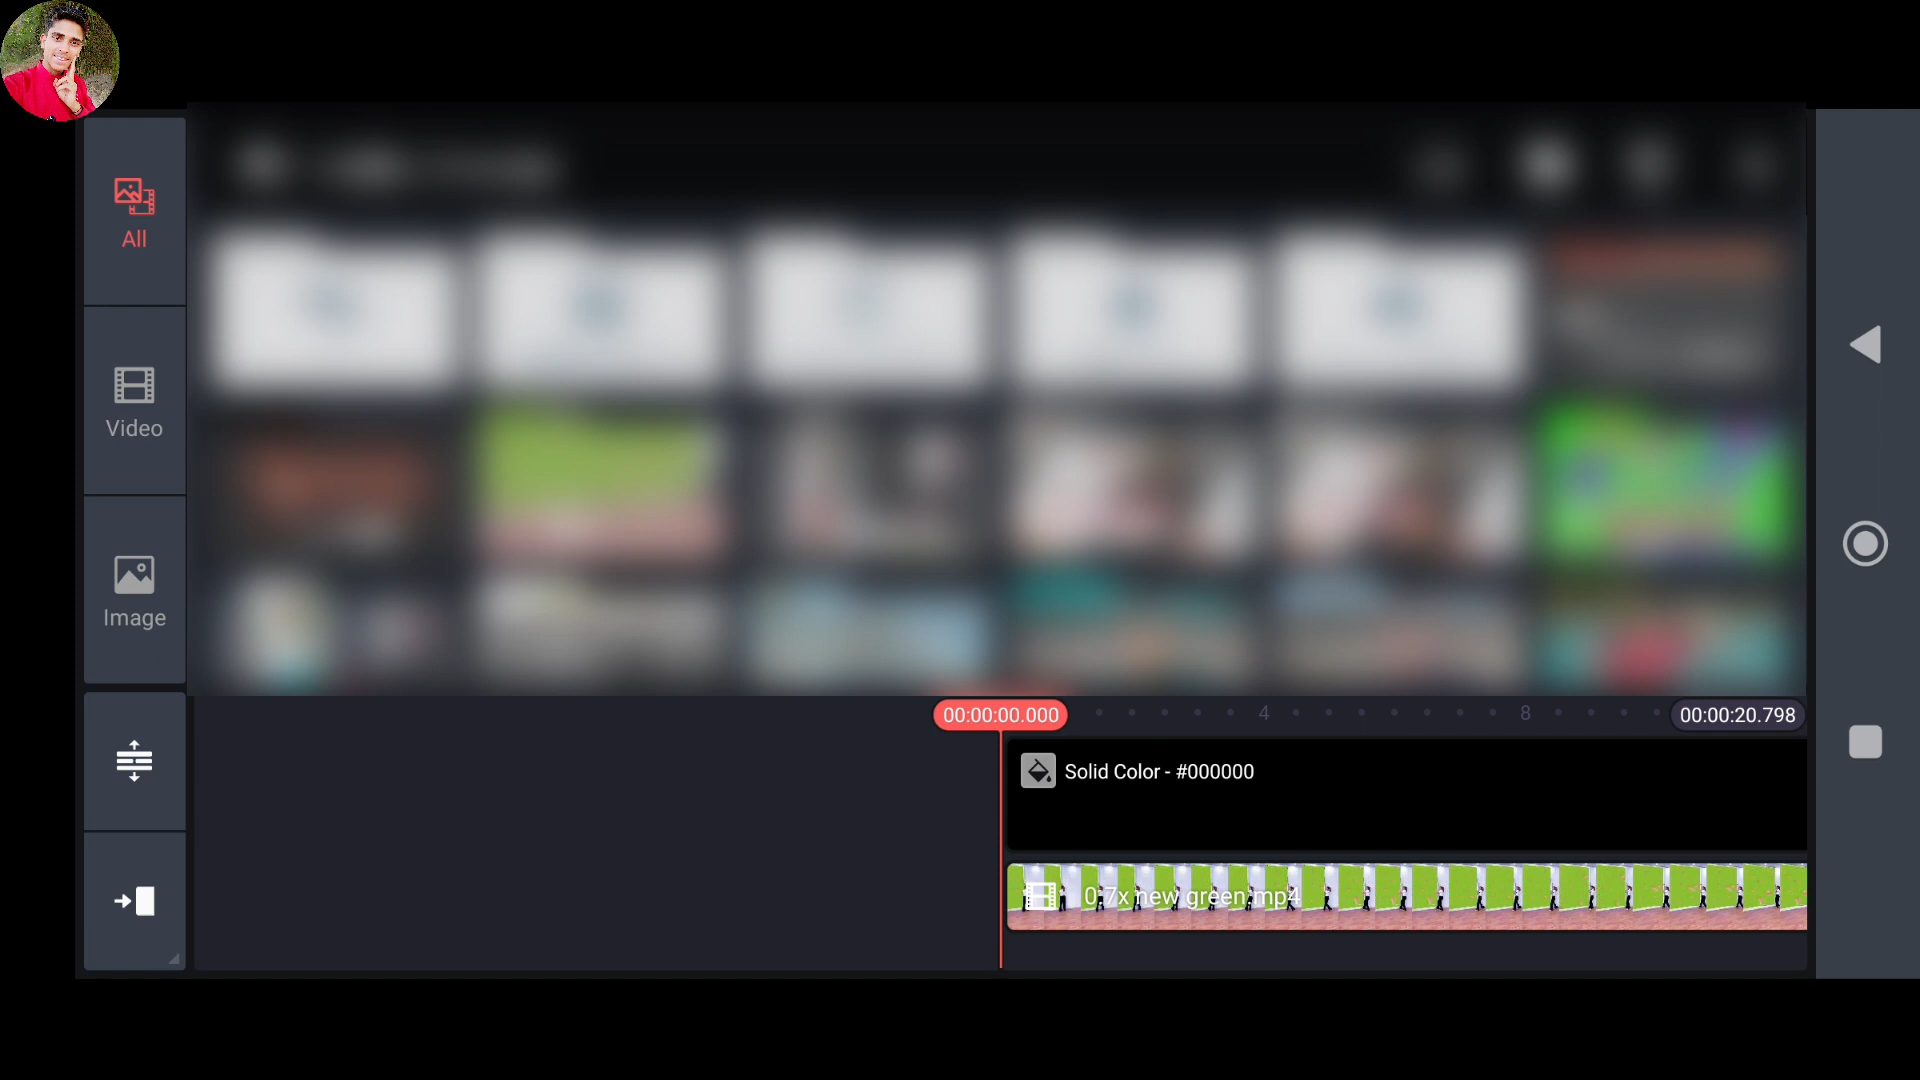 All
Video
Image
00:00:00.000
4
8
00:00:20.798
Solid Color - #000000
0.7x new green.mp4